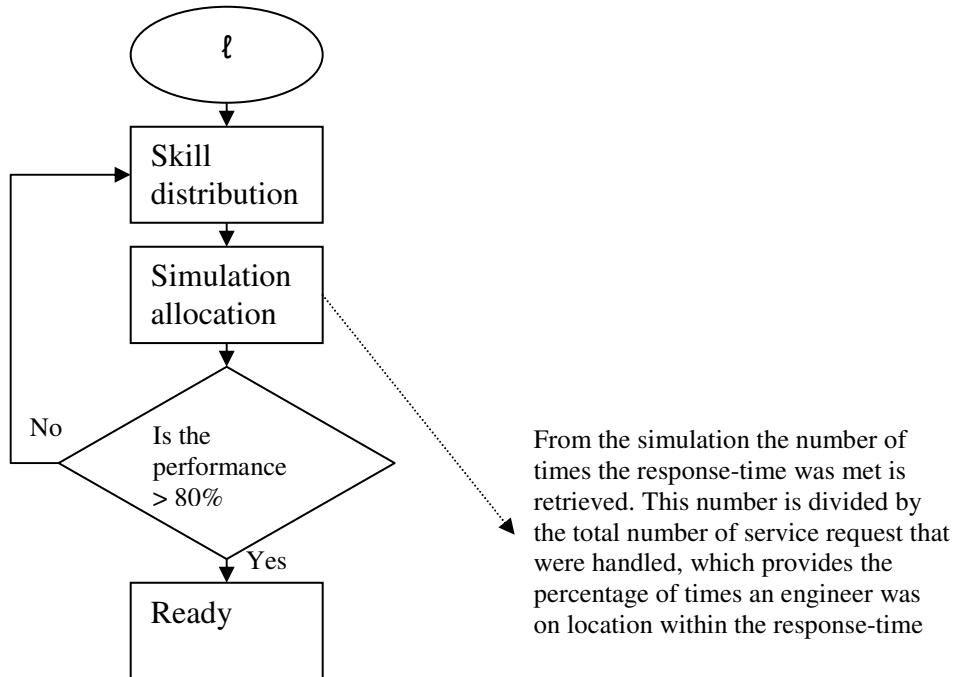 ℓ
Skill
distribution
Simulation
allocation
No
Is the
performance
> 80%
Yes
Ready
From the simulation the number of
times the response-time was met is
retrieved. This number is divided by
the total number of service request that
were handled, which provides the
percentage of times an engineer was
on location within the response-time